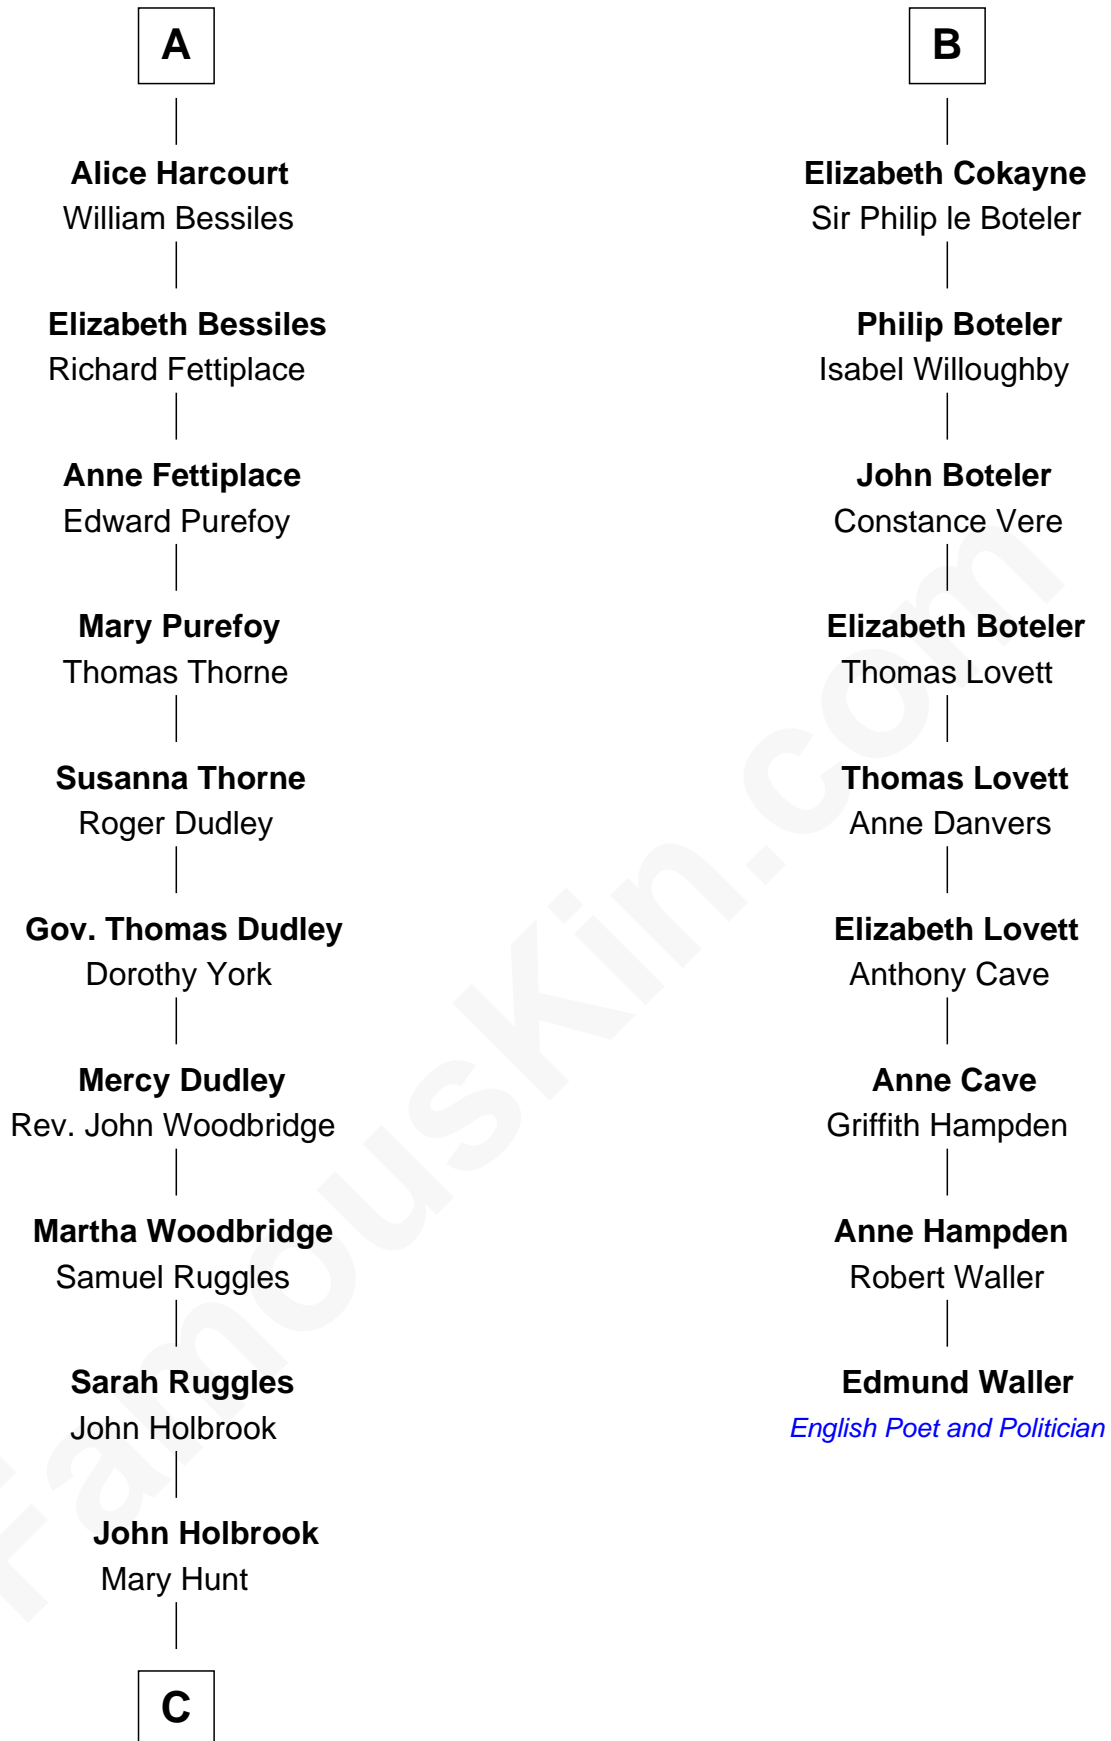 A
Alice Harcourt
William Bessiles
Elizabeth Bessiles
Richard Fettiplace
Anne Fettiplace
Edward Purefoy
Mary Purefoy
Thomas Thorne
Susanna Thorne
Roger Dudley
Gov. Thomas Dudley
Dorothy York
Mercy Dudley
Rev. John Woodbridge
Martha Woodbridge
Samuel Ruggles
Sarah Ruggles
John Holbrook
John Holbrook
Mary Hunt
C
B
Elizabeth Cokayne
Sir Philip le Boteler
Philip Boteler
Isabel Willoughby
John Boteler
Constance Vere
Elizabeth Boteler
Thomas Lovett
Thomas Lovett
Anne Danvers
Elizabeth Lovett
Anthony Cave
Anne Cave
Griffith Hampden
Anne Hampden
Robert Waller
Edmund Waller
English Poet and Politician
FamousKin.com